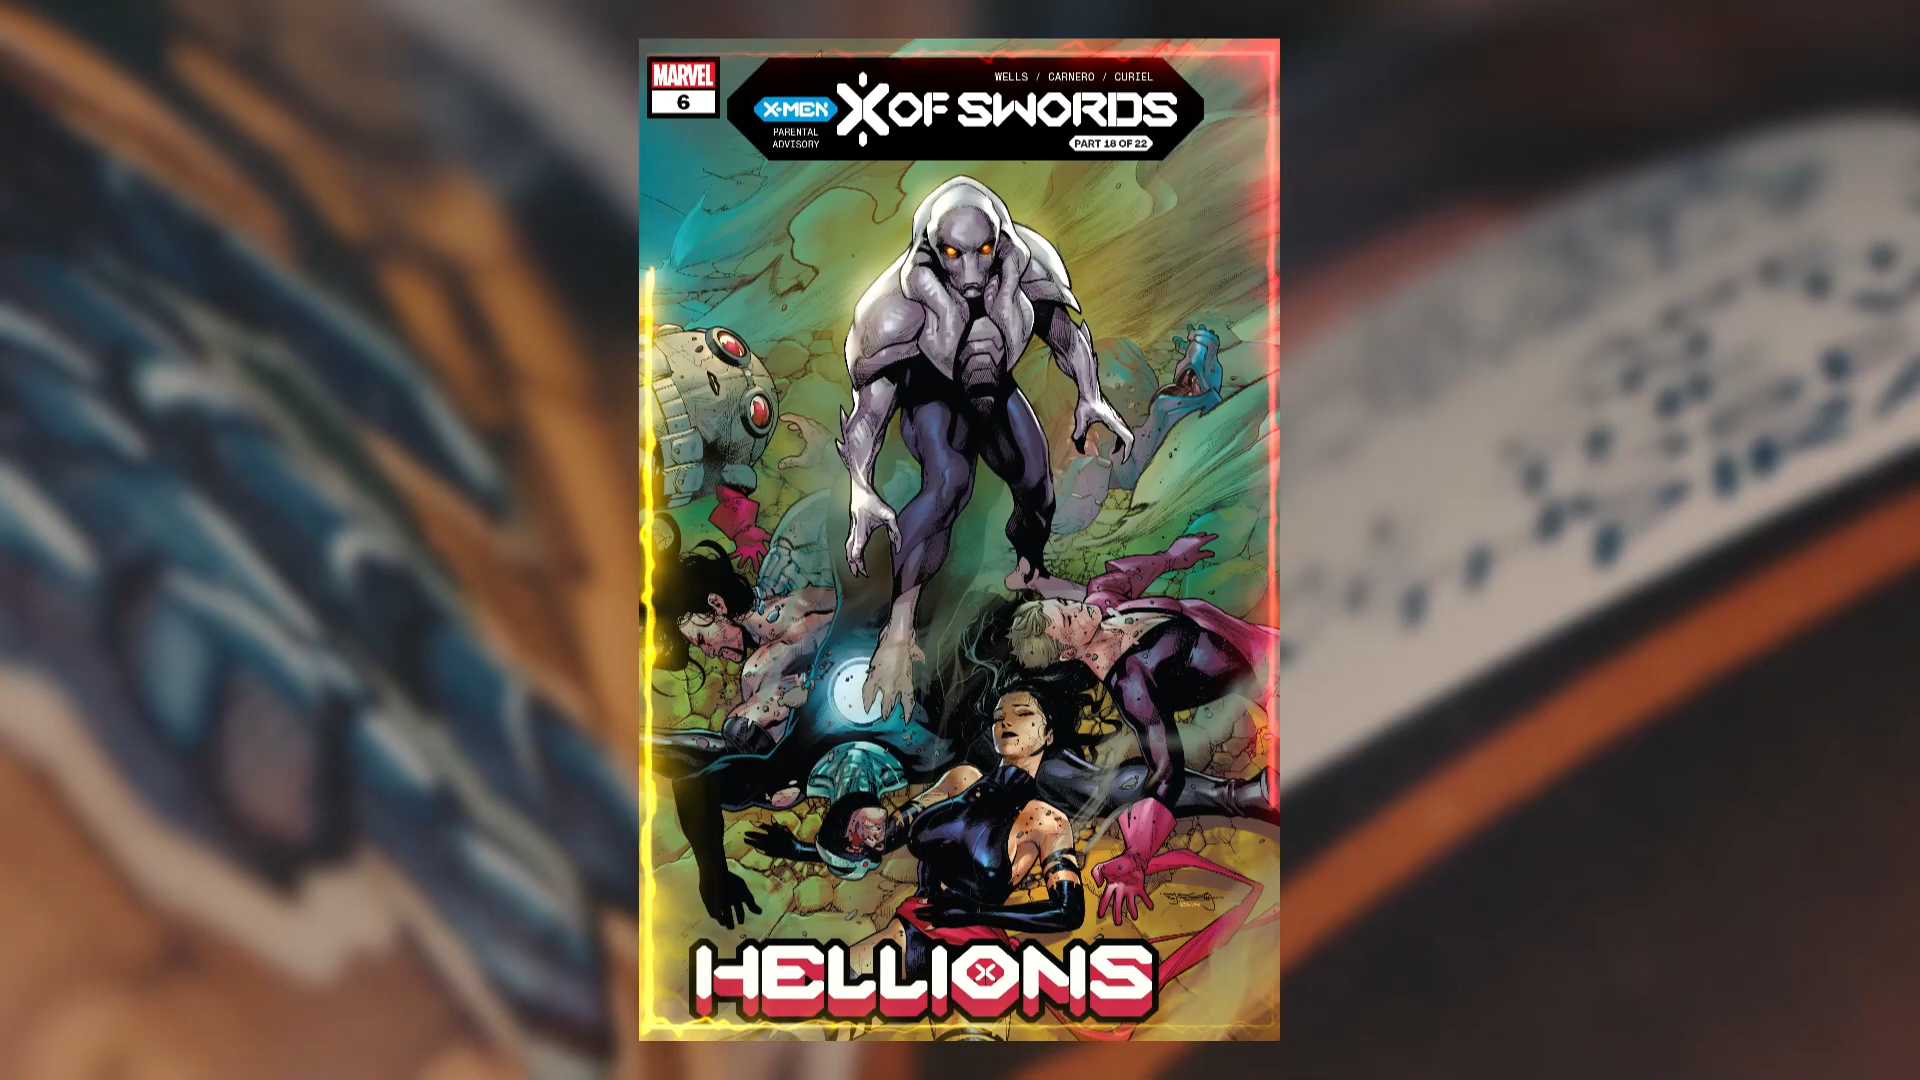 MARVEL
6
WELLS / CARNERO / CURIEL
X-MEN
X OF SWORDS
PARENTAL
ADVISORY
PART 18 OF 22
HELLIONS